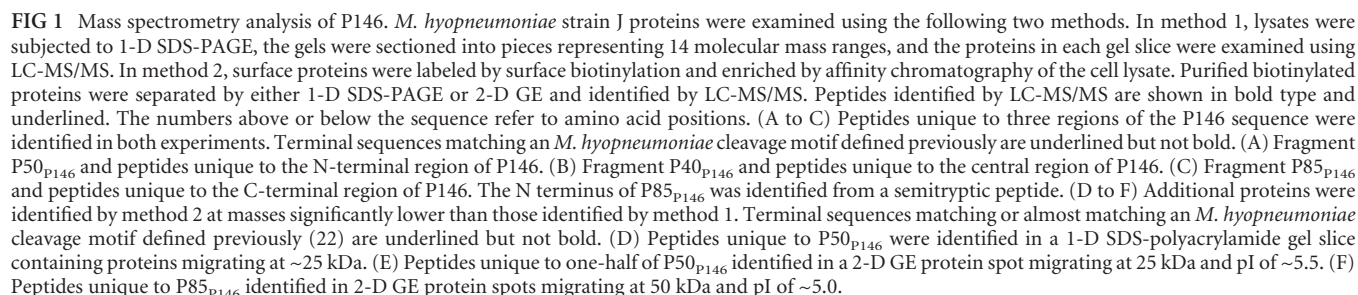 FIG 1 Mass spectrometry analysis of P146. M. hyopneumoniae strain J proteins were examined using the following two methods. In method 1, lysates were
subjected to 1-D SDS-PAGE, the gels were sectioned into pieces representing 14 molecular mass ranges, and the proteins in each gel slice were examined using
LC-MS/MS. In method 2, surface proteins were labeled by surface biotinylation and enriched by affinity chromatography of the cell lysate. Purified biotinylated
proteins were separated by either 1-D SDS-PAGE or 2-D GE and identified by LC-MS/MS. Peptides identified by LC-MS/MS are shown in bold type and
underlined. The numbers above or below the sequence refer to amino acid positions. (A to C) Peptides unique to three regions of the P146 sequence were
identified in both experiments. Terminal sequences matching an M. hyopneumoniae cleavage motif defined previously are underlined but not bold. (A) Fragment
P50P146 and peptides unique to the N-terminal region of P146. (B) Fragment P40P146 and peptides unique to the central region of P146. (C) Fragment P85P146
and peptides unique to the C-terminal region of P146. The N terminus of P85P146 was identified from a semitryptic peptide. (D to F) Additional proteins were
identified by method 2 at masses significantly lower than those identified by method 1. Terminal sequences matching or almost matching an M. hyopneumoniae
cleavage motif defined previously (22) are underlined but not bold. (D) Peptides unique to P50P146 were identified in a 1-D SDS-polyacrylamide gel slice
containing proteins migrating at ~25 kDa. (E) Peptides unique to one-half of P50P146 identified in a 2-D GE protein spot migrating at 25 kDa and pI of ~5.5. (F)
Peptides unique to P85P146 identified in 2-D GE protein spots migrating at 50 kDa and pI of ~5.0.